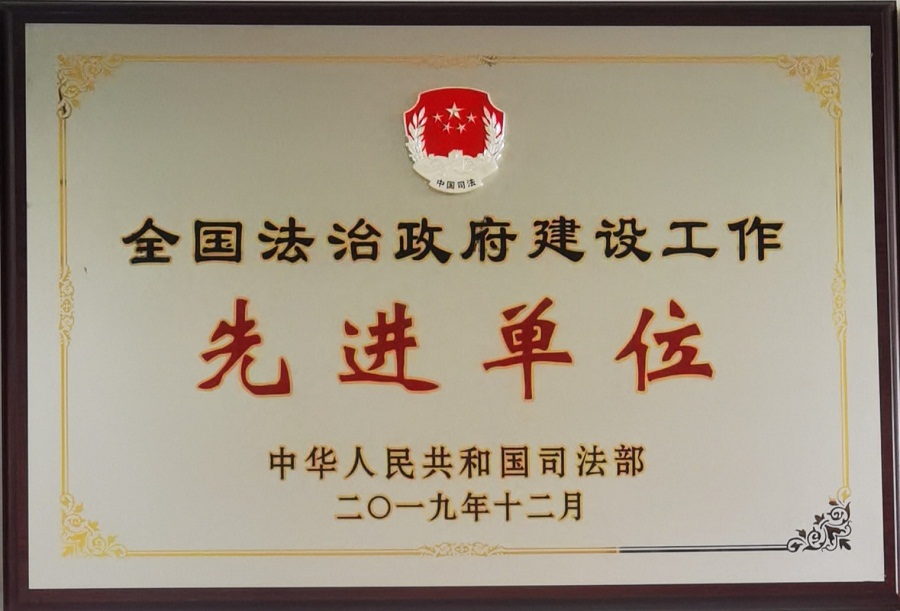 中国司法
全国法治政府建设工作
先进单位
中华人民共和国司法部
二〇一九年十二月